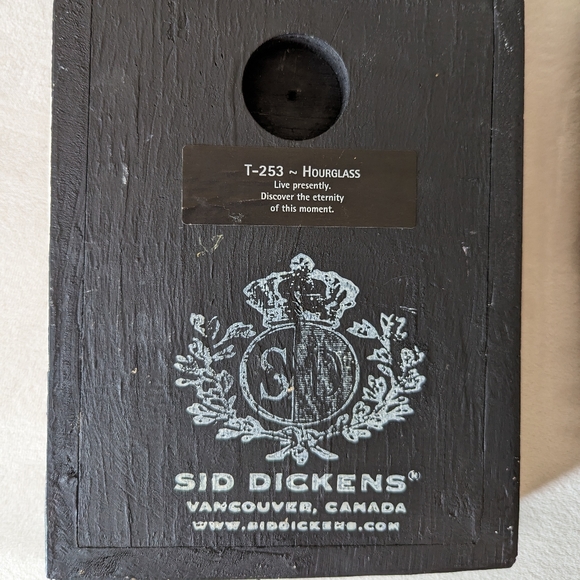 T-253 ~ HOURGLASS
Live presently.
Discover the eternity
of this moment.
SD
SID DICKENS®
VANCOUVER, CANADA
WWW.SIDDICKENS.COM